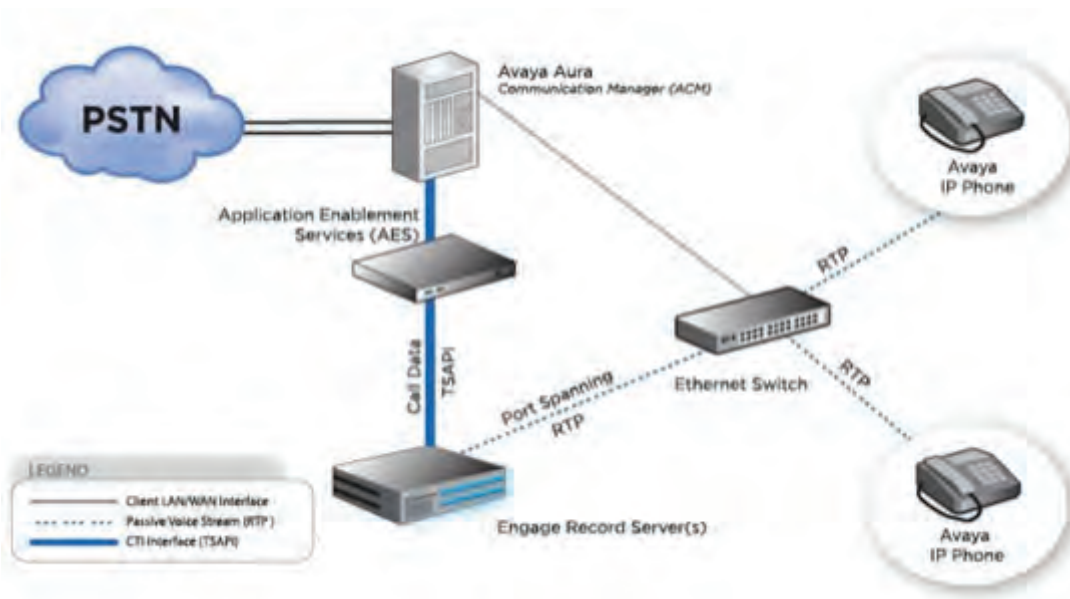 PSTN
Avaya Aura
Communication Manager (ACM)
Avaya
IP Phone
Application Enablement
Services (AES)
RTP
Call Data
TSAPI
Port Spanning
RTP
Ethernet Switch
RTP
LEGEND
Client LAN/WAN Interface
Passive Voice Stream (RTP )
CTI Interface (TSAPI)
Engage Record Server(s)
Avaya
IP Phone